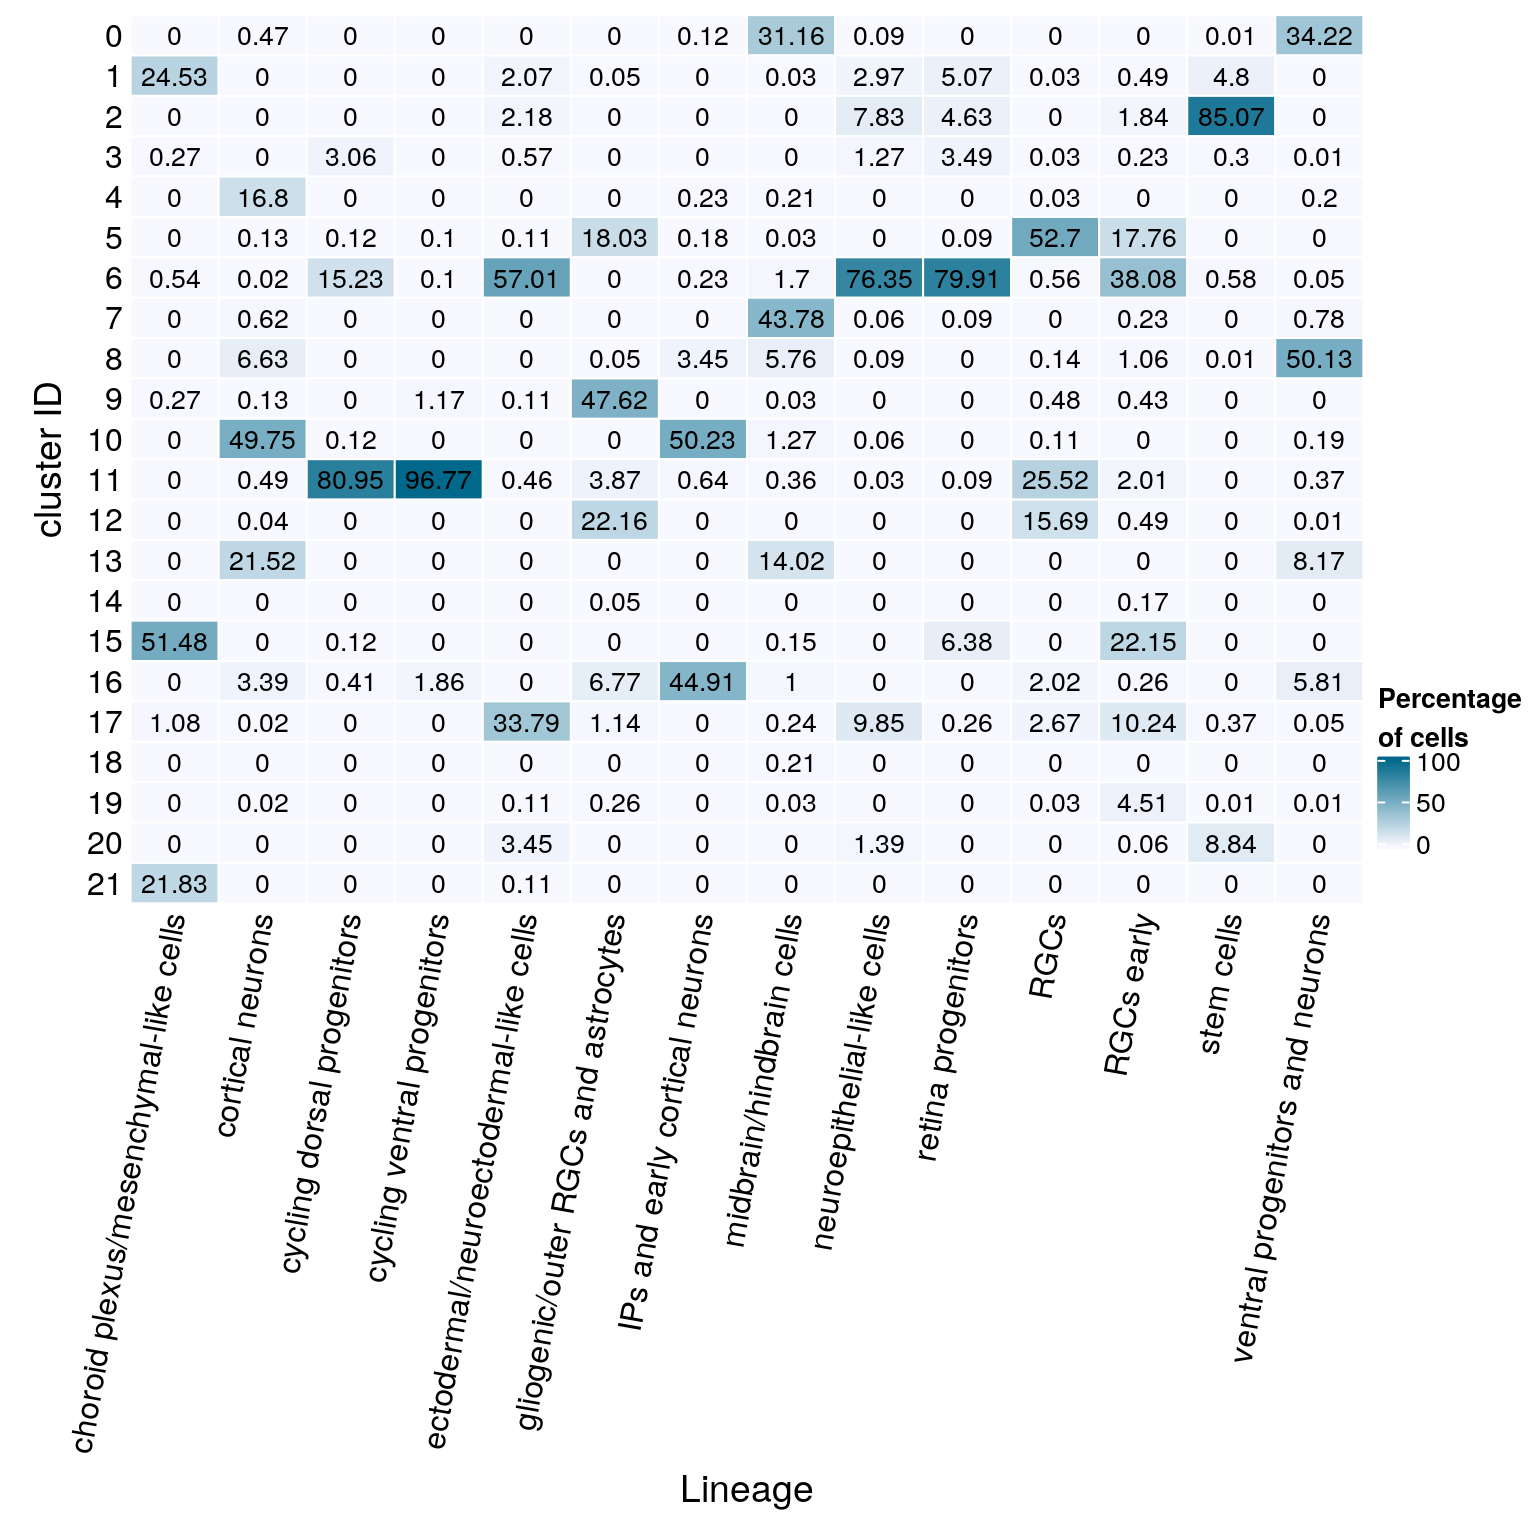 0 0 0.47 0 0 0 0 0.12 31.16 0.09 0 0 0 0.01 34.22
1 24.53 0 0 0 2.07 0.05 0 0.03 2.97 5.07 0.03 0.49 4.8 0
2 0 0 0 0 2.18 0 0 0 7.83 4.63 0 1.84 85.07 0
3 0.27 0 3.06 0 0.57 0 0 0 1.27 3.49 0.03 0.23 0.3 0.01
4 0 16.8 0 0 0 0 0.23 0.21 0 0 0.03 0 0 0.2
5 0 0.13 0.12 0.1 0.11 18.03 0.18 0.03 0 0.09 52.7 17.76 0 0
6 0.54 0.02 15.23 0.1 57.01 0 0.23 1.7 76.35 79.91 0.56 38.08 0.58 0.05
7 0 0.62 0 0 0 0 0 43.78 0.06 0.09 0 0.23 0 0.78
8 0 6.63 0 0 0 0.05 3.45 5.76 0.09 0 0.14 1.06 0.01 50.13
9 0.27 0.13 0 1.17 0.11 47.62 0 0.03 0 0 0.48 0.43 0 0
10 0 49.75 0.12 0 0 0 50.23 1.27 0.06 0 0.11 0 0 0.19
11 0 0.49 80.95 96.77 0.46 3.87 0.64 0.36 0.03 0.09 25.52 2.01 0 0.37
12 0 0.04 0 0 0 22.16 0 0 0 0 15.69 0.49 0 0.01
13 0 21.52 0 0 0 0 0 14.02 0 0 0 0 0 8.17
14 0 0 0 0 0 0.05 0 0 0 0 0 0.17 0 0
15 51.48 0 0.12 0 0 0 0 0.15 0 6.38 0 22.15 0 0
16 0 3.39 0.41 1.86 0 6.77 44.91 1 0 0 2.02 0.26 0 5.81
17 1.08 0.02 0 0 33.79 1.14 0 0.24 9.85 0.26 2.67 10.24 0.37 0.05
18 0 0 0 0 0 0 0 0.21 0 0 0 0 0 0
19 0 0.02 0 0 0.11 0.26 0 0.03 0 0 0.03 4.51 0.01 0.01
20 0 0 0 0 3.45 0 0 0 1.39 0 0 0.06 8.84 0
21 21.83 0 0 0 0.11 0 0 0 0 0 0 0 0 0
cluster ID
choroid plexus/mesenchymal-like cells
cortical neurons
cycling dorsal progenitors
cycling ventral progenitors
ectodermal/neuroectodermal-like cells
gliogenic/outer RGCs and astrocytes
IPs and early cortical neurons
midbrain/hindbrain cells
neuroepithelial-like cells
retina progenitors
RGCs
RGCs early
stem cells
ventral progenitors and neurons
Lineage
Percentage
of cells
100
50
0